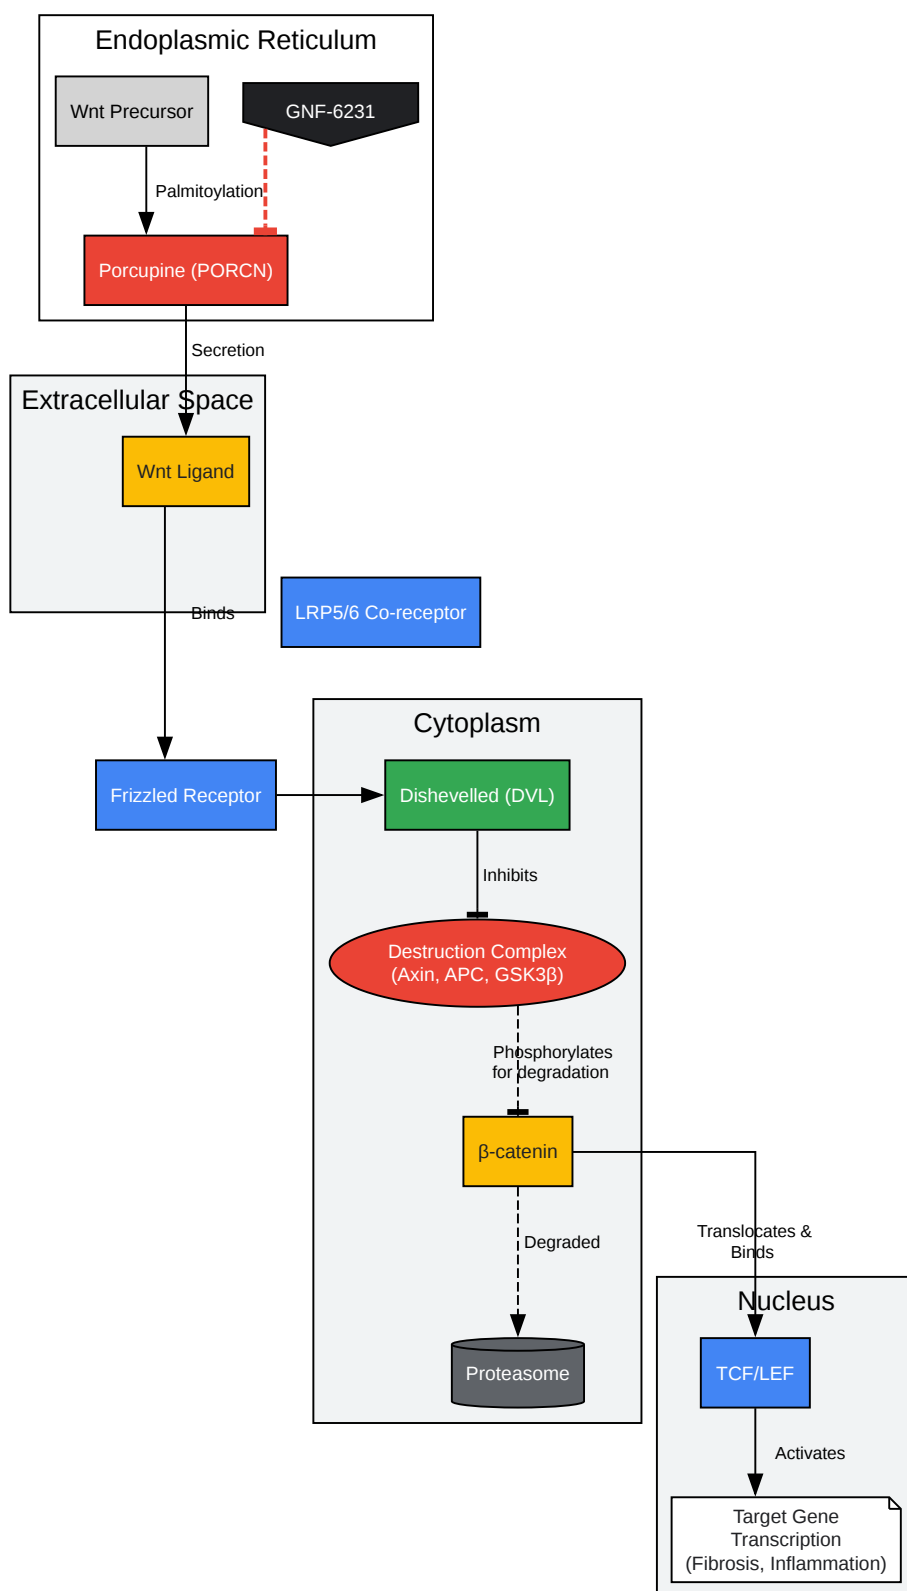 Endoplasmic Reticulum
Wnt Precursor
GNF-6231
Palmitoylation
Porcupine (PORCN)
Secretion
Extracellular Space
Wnt Ligand
Binds
LRP5/6 Co-receptor
Cytoplasm
Frizzled Receptor
Dishevelled (DVL)
Inhibits
Destruction Complex
(Axin, APC, GSK3β)
Phosphorylates
for degradation
β-catenin
Translocates &
Binds
Degraded
Nucleus
Proteasome
TCF/LEF
Activates
Target Gene
Transcription
(Fibrosis, Inflammation)